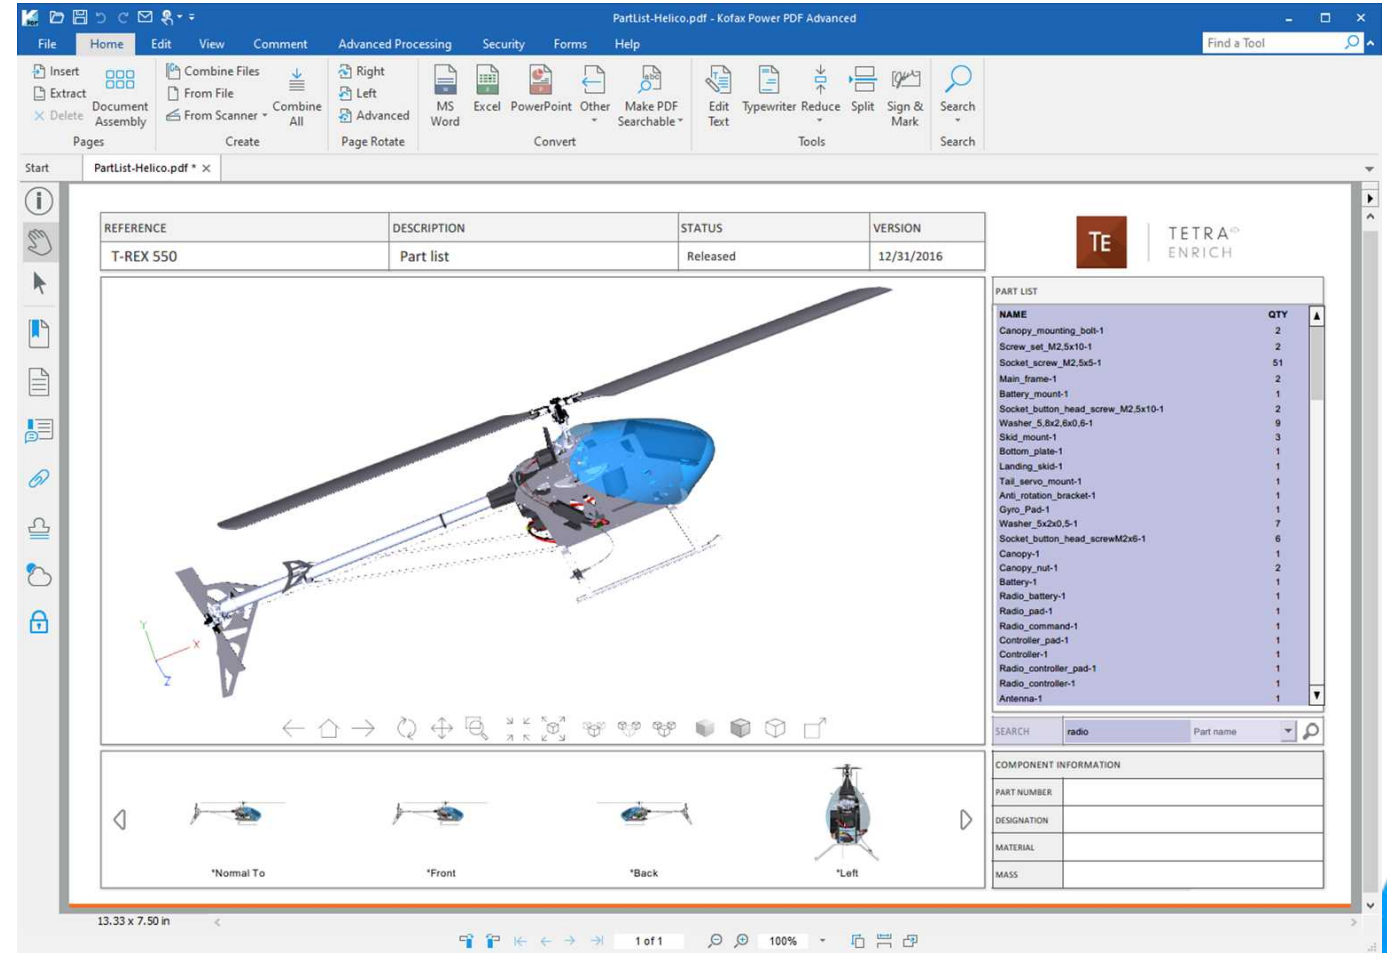 PartList-Helico.pdf - Kofax Power PDF Advanced
File Home Edit View Comment Advanced Processing Security Forms Help Find a Tool
Insert
Extract
Delete
Document
Assembly
Pages
Combine Files
From File
From Scanner
Combine
All
Create
Right
Left
Advanced
Page Rotate
MS
Word
Excel
PowerPoint
Other
Make PDF
Searchable
Convert
Edit
Text
Typewriter
Reduce
Split
Sign &
Mark
Tools
Search
Search
Start PartList-Helico.pdf *
REFERENCE DESCRIPTION STATUS VERSION
T-REX 550 Part list Released 12/31/2016
TE
TETRA
ENRICH
Y
X
Z
PART LIST
NAME QTY
Canopy_mounting_bolt-1 2
Screw_set_M2,5x10-1 2
Socket_screw_M2,5x5-1 51
Main_frame-1 2
Battery_mount-1 1
Socket_button_head_screw_M2,5x10-1 2
Washer_5,8x2,6x0,6-1 9
Skid_mount-1 3
Bottom_plate-1 1
Landing_skid-1 1
Tail_servo_mount-1 1
Anti_rotation_bracket-1 1
Gyro_Pad-1 1
Washer_5x2x0,5-1 7
Socket_button_head_screwM2x6-1 6
Canopy-1 1
Canopy_nut-1 2
Battery-1 1
Radio_battery-1 1
Radio_pad-1 1
Radio_command-1 1
Controller_pad-1 1
Controller-1 1
Radio_controller_pad-1 1
Radio_controller-1 1
Antenna-1 1
SEARCH radio Part name
COMPONENT INFORMATION
PART NUMBER
DESIGNATION
MATERIAL
MASS
*Normal To *Front *Back *Left
13.33 x 7.50 in
1 of 1 100%